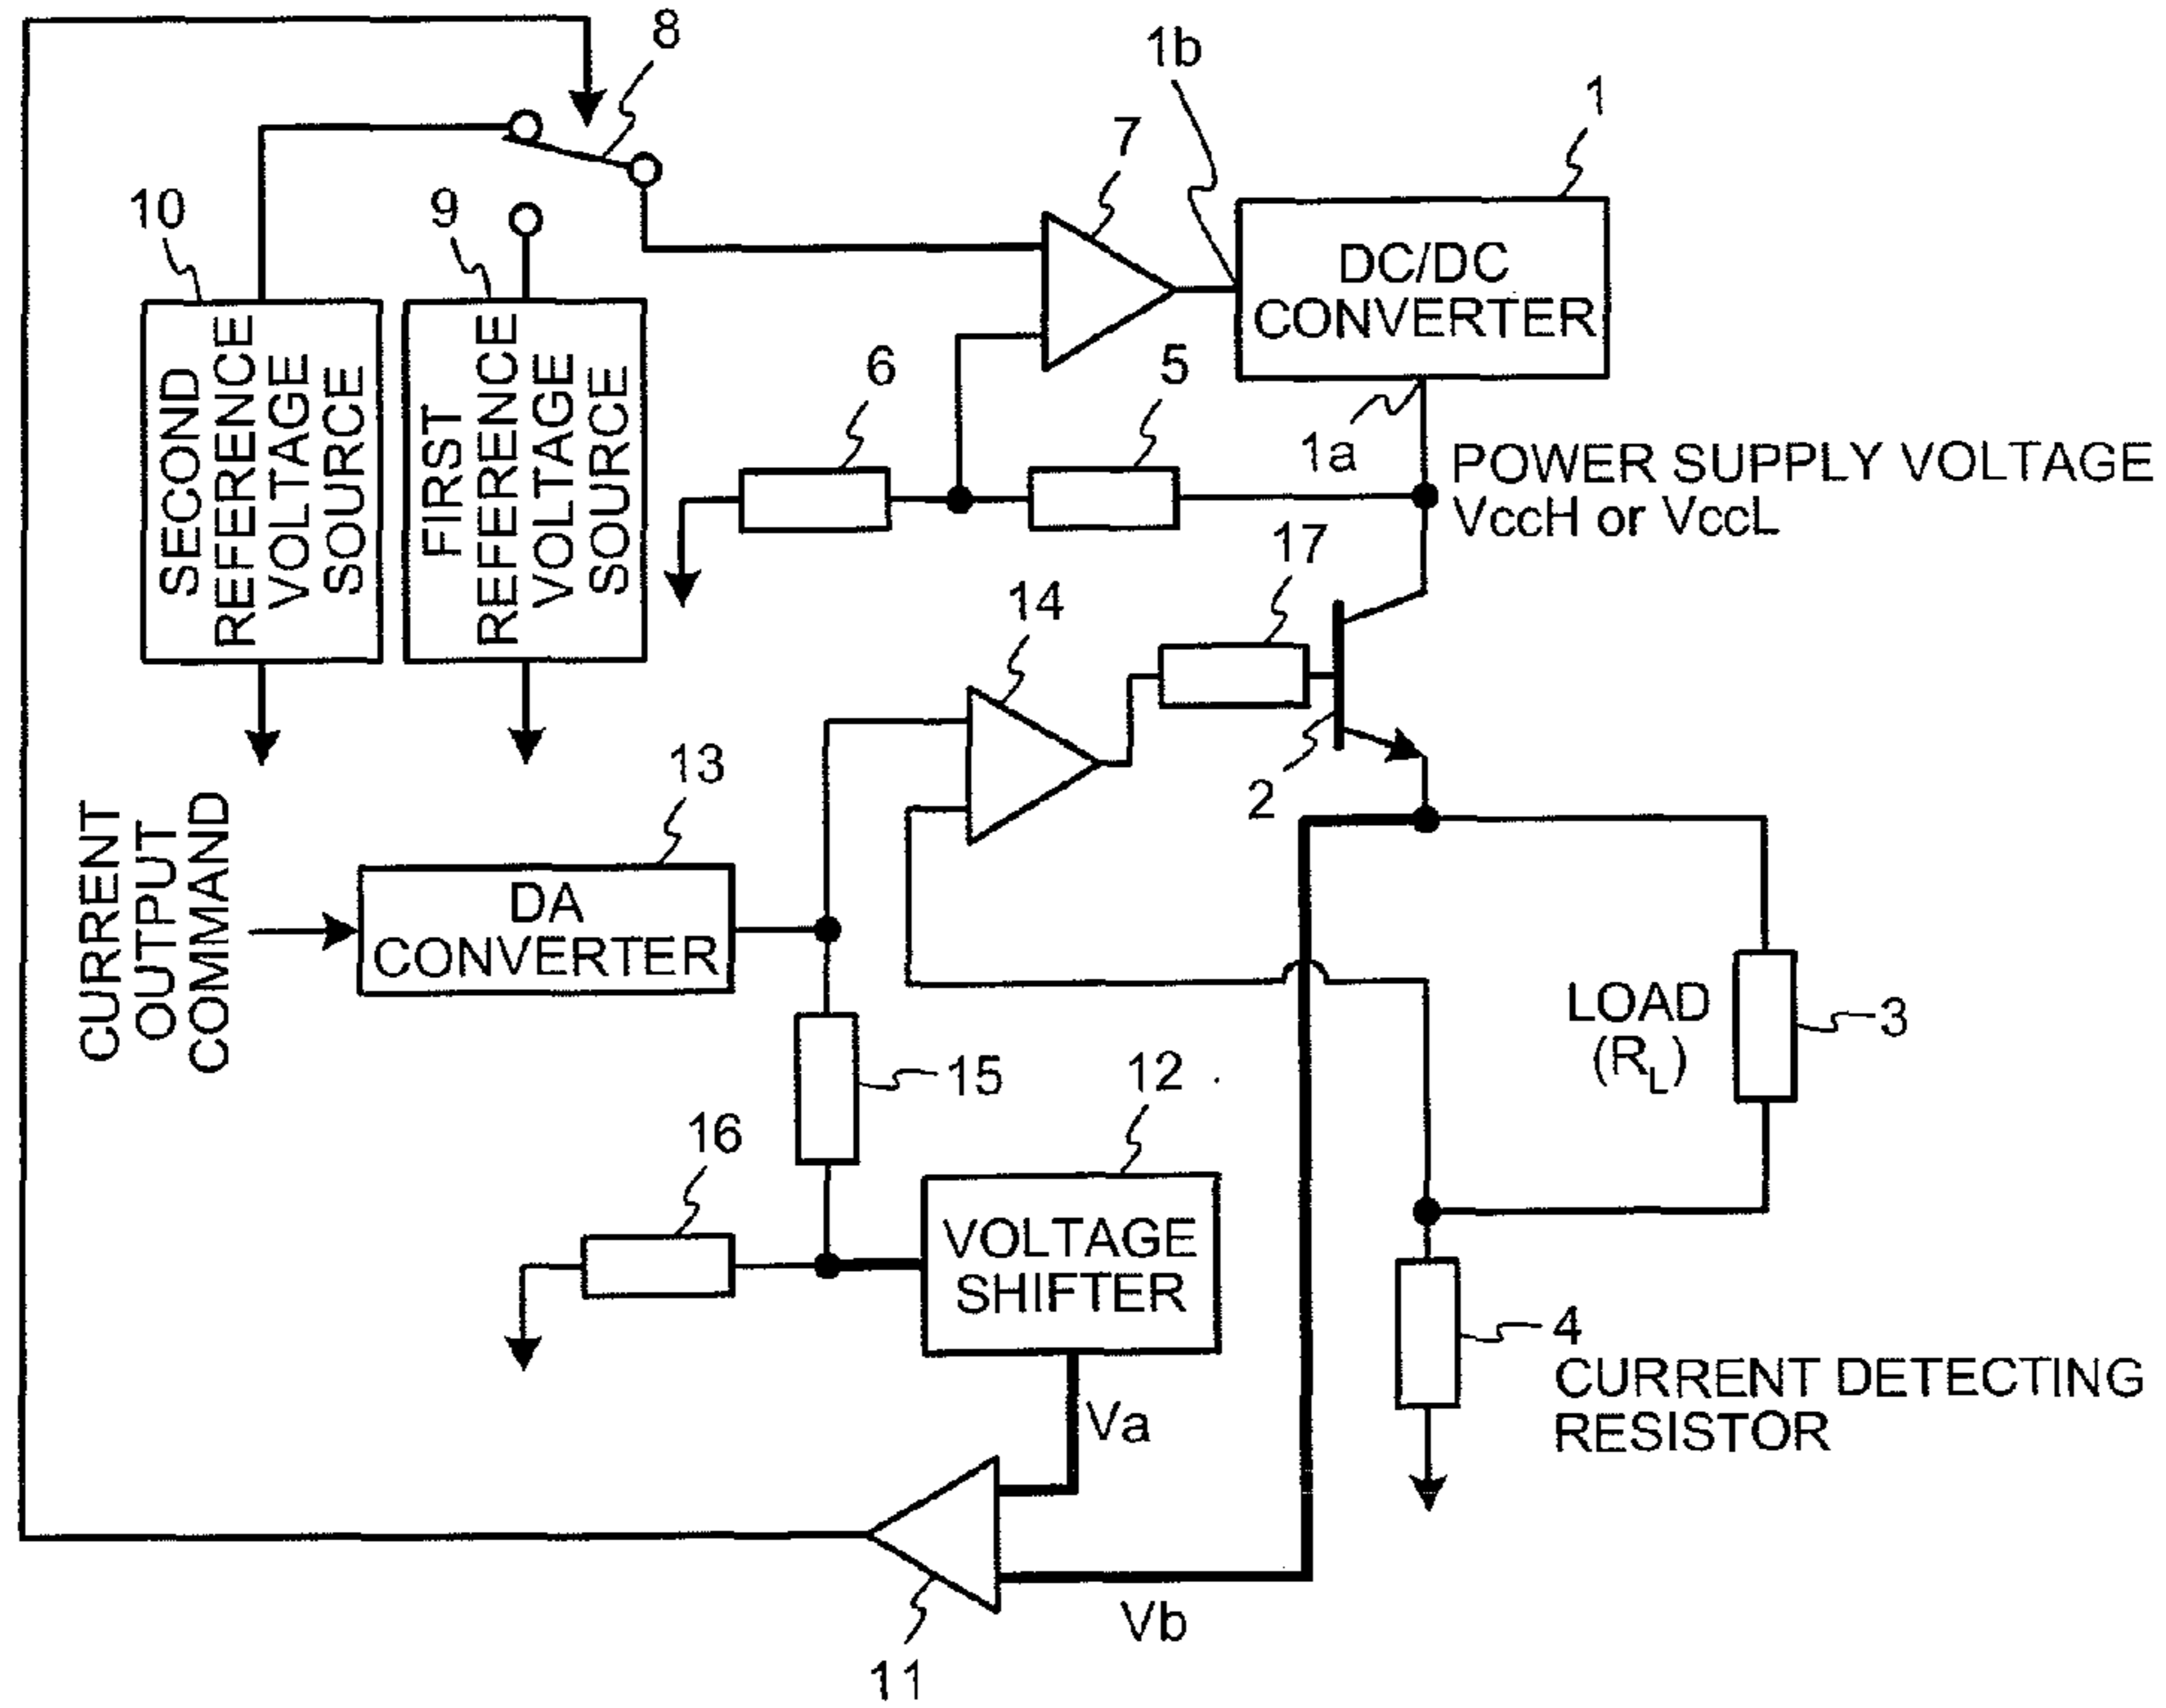 8
1b
1
7
10
9
DC/DC
CONVERTER
SECOND
REFERENCE
VOLTAGE
SOURCE
FIRST
REFERENCE
VOLTAGE
SOURCE
6
5
1a
POWER SUPPLY VOLTAGE
VccH or VccL
17
14
2
13
CURRENT
OUTPUT
COMMAND
DA
CONVERTER
LOAD
(RL)
3
15
12
16
VOLTAGE
SHIFTER
4
CURRENT DETECTING
RESISTOR
Va
Vb
11